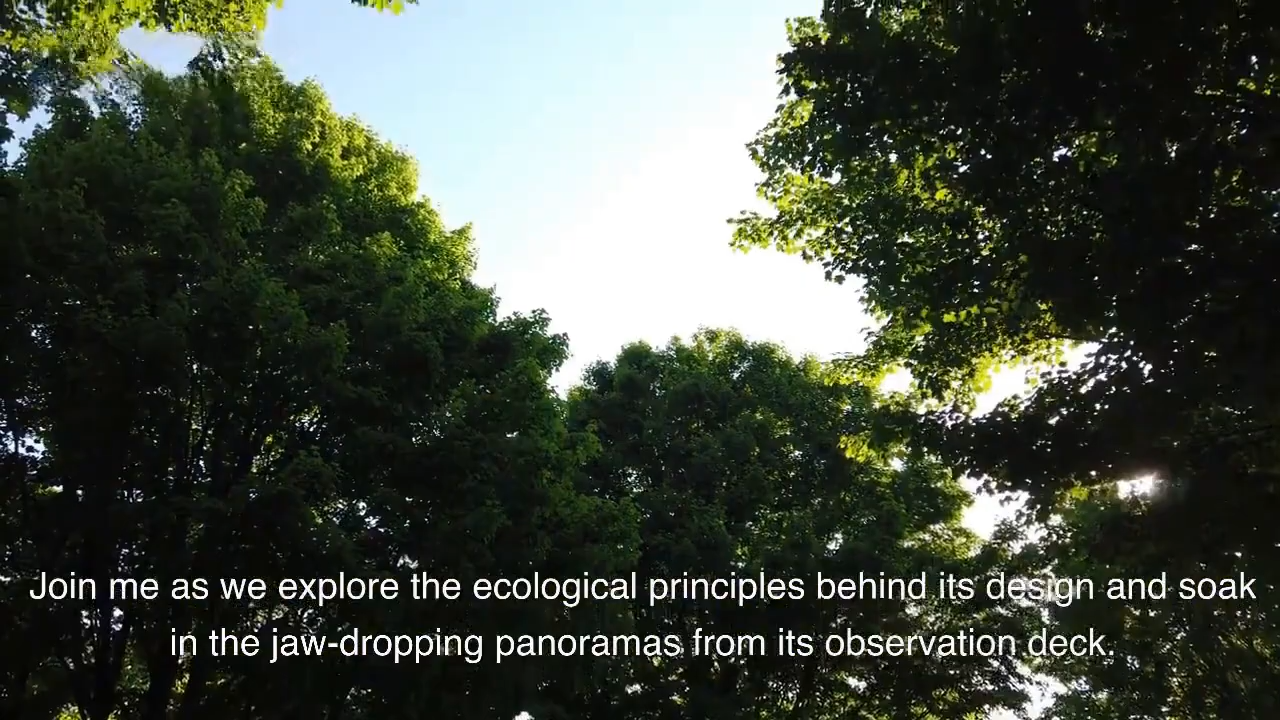 Join me as we explore the ecological principles behind its design and soak
in the jaw-dropping panoramas from its observation deck.